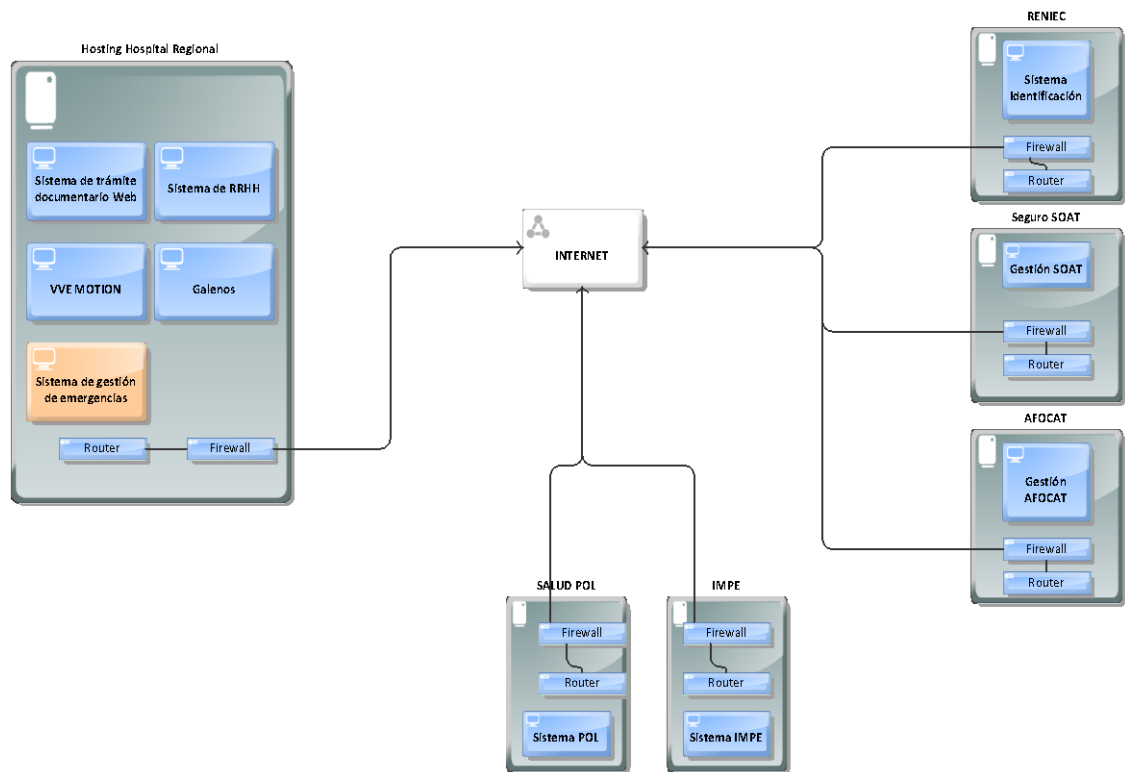 Hosting Hospital Regional
Sistema de trámite
documentario Web
Sistema de RRHH
VVE MOTION
Galenos
Sistema de gestión
de emergencias
Router
Firewall
INTERNET
RENIEC
Sistema
Identificación
Firewall
Router
Seguro SOAT
Gestión SOAT
Firewall
Router
AFOCAT
Gestión
AFOCAT
Firewall
Router
SALUD POL
Firewall
Router
Sistema POL
IMPE
Firewall
Router
Sistema IMPE